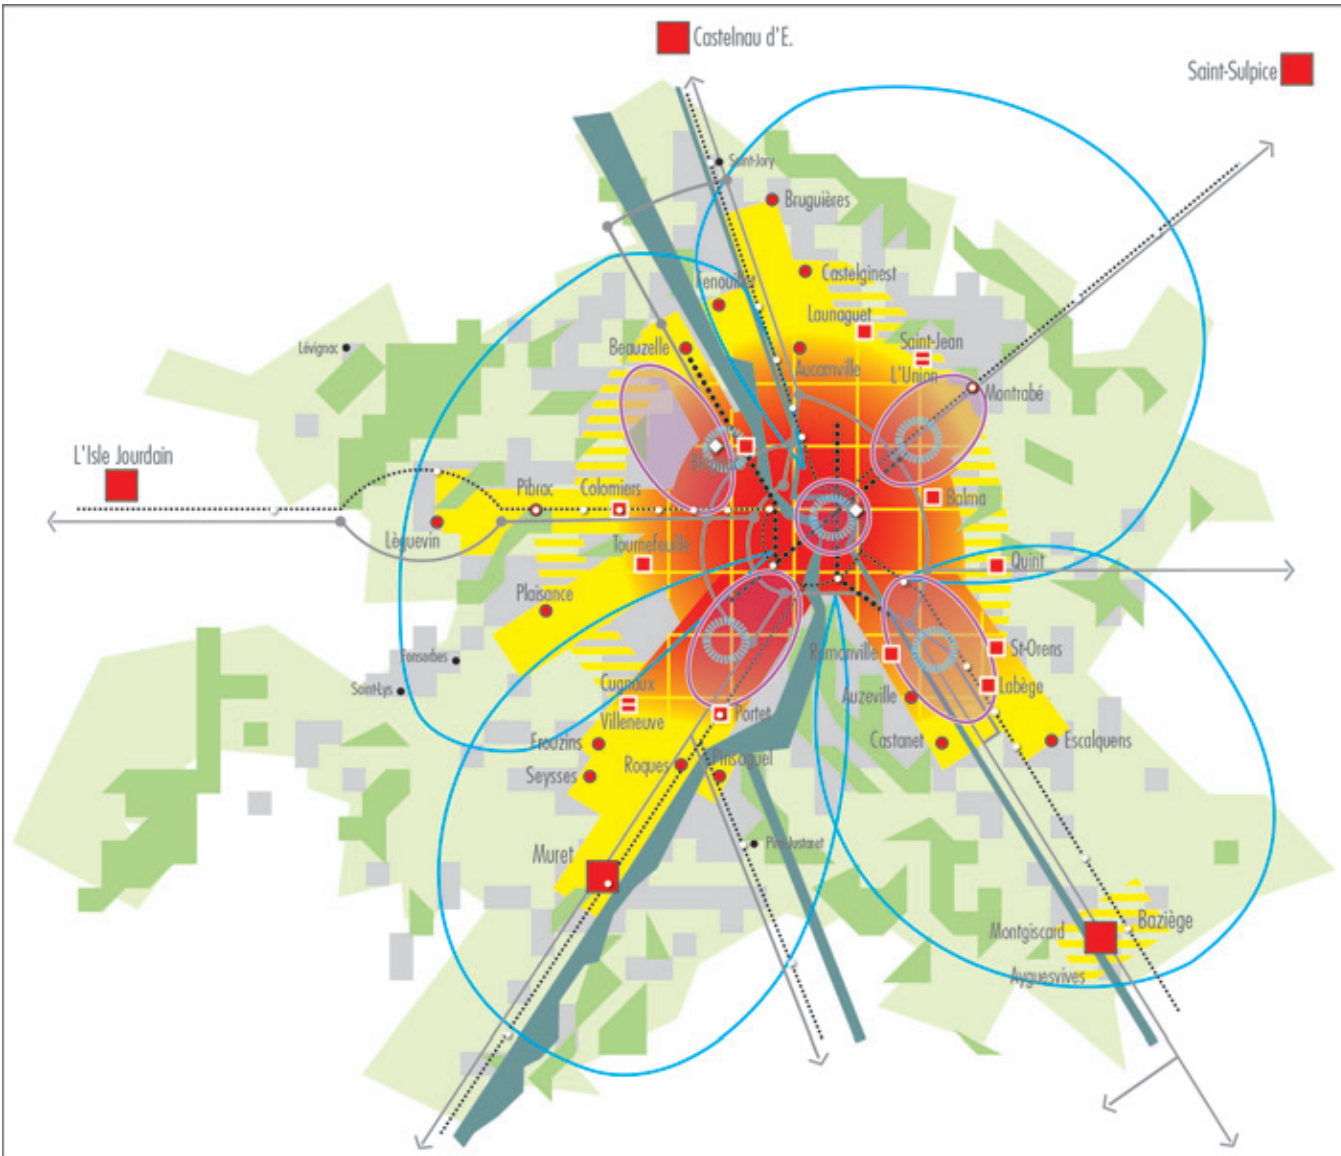 Castelnau d'E.
Saint-Sulpice
Saint-Jory
Bruguières
Castelginest
Fenouillet
Launaguet
Saint-Jean
L'Union
Lévignac
Beauzelle
Aucamville
Montrabé
L'Isle Jourdain
Pibrac
Colomiers
Balma
Lèguevin
Tournefeuille
Quint
Plaisance
Fonsorbes
Saint-Lys
Ramonville
St-Orens
Cugnaux
Villeneuve
Portet
Auzeville
Labège
Frouzins
Seysses
Roques
Pinsaguel
Castanet
Escalquens
Muret
Pins-Justaret
Montgiscard
Baziège
Ayguesvives